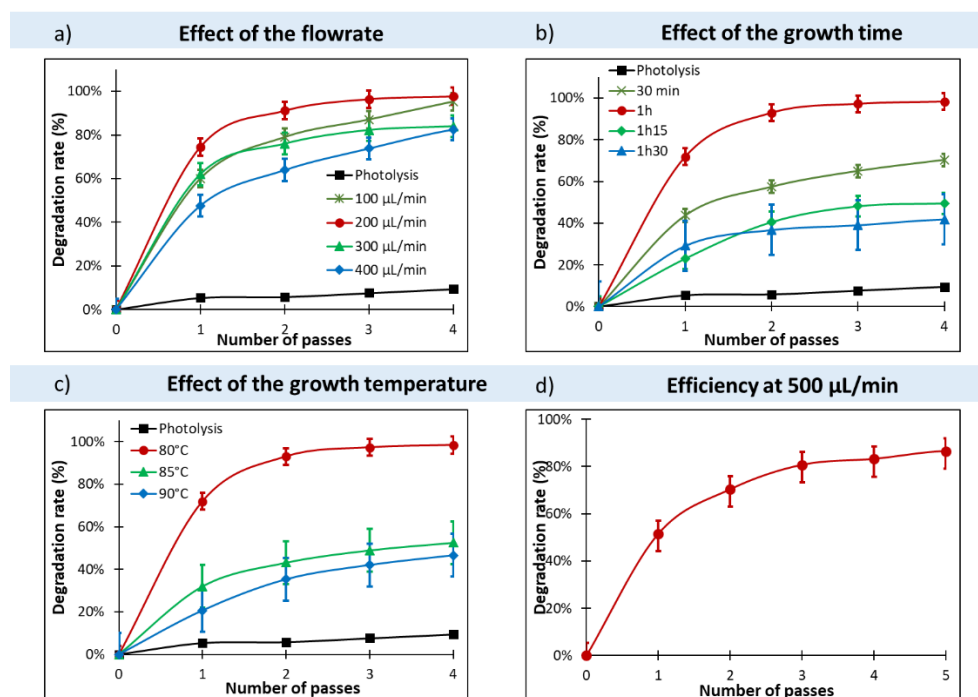 a) Effect of the flowrate
Degradation rate (%)
100%
80%
60%
40%
20%
0%
Photolysis
100 µL/min
200 µL/min
300 µL/min
400 µL/min
0 1 2 3 4
Number of passes
b) Effect of the growth time
Degradation rate (%)
100%
80%
60%
40%
20%
0%
Photolysis
30 min
1h
1h15
1h30
0 1 2 3 4
Number of passes
c) Effect of the growth temperature
Degradation rate (%)
100%
80%
60%
40%
20%
0%
Photolysis
80°C
85°C
90°C
0 1 2 3 4
Number of passes
d) Efficiency at 500 µL/min
Degradation rate (%)
100%
80%
60%
40%
20%
0%
0 1 2 3 4 5
Number of passes